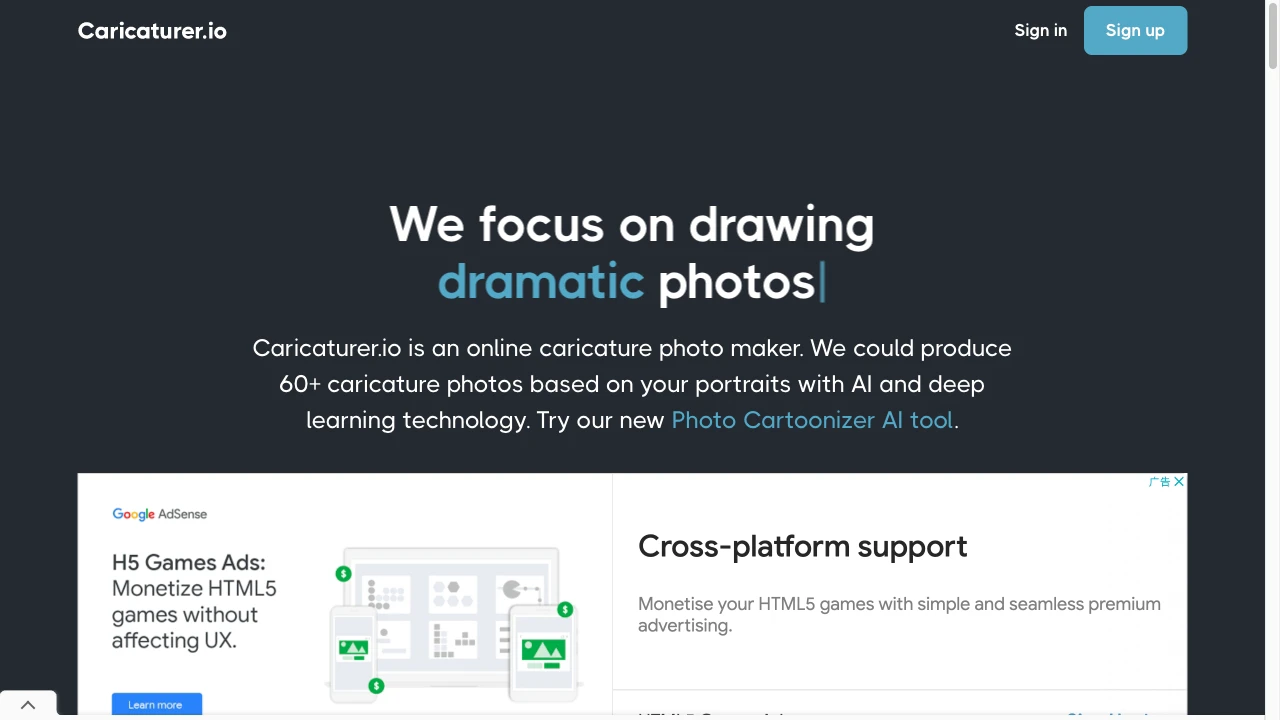 Caricaturer.io
Sign in
Sign up
We focus on drawing
dramatic photos|
Caricaturer.io is an online caricature photo maker. We could produce
60+ caricature photos based on your portraits with AI and deep
learning technology. Try our new Photo Cartoonizer AI tool.
广告
Google AdSense
H5 Games Ads:
Monetize HTML5
games without
affecting UX.
Learn more
Cross-platform support
Monetise your HTML5 games with simple and seamless premium
advertising.